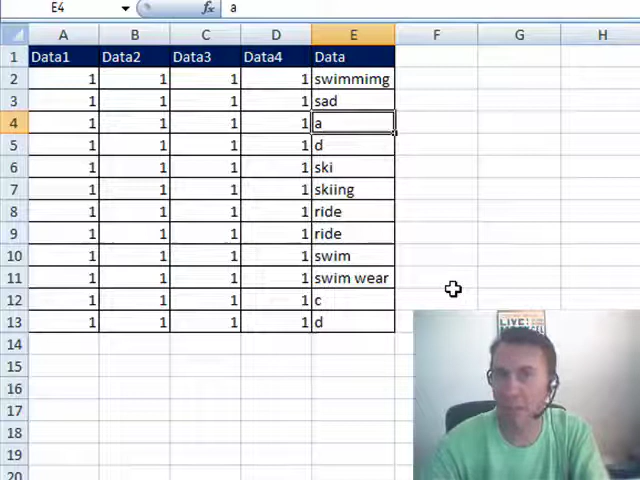 E4 fx a
A B C D E F G H
1 Data1 Data2 Data3 Data4 Data
2 1 1 1 1 swimmimg
3 1 1 1 1 sad
4 1 1 1 1 a
5 1 1 1 1 d
6 1 1 1 1 ski
7 1 1 1 1 skiing
8 1 1 1 1 ride
9 1 1 1 1 ride
10 1 1 1 1 swim
11 1 1 1 1 swim wear
12 1 1 1 1 c
13 1 1 1 1 d
14
15
16
17
18
19
20
LIVE